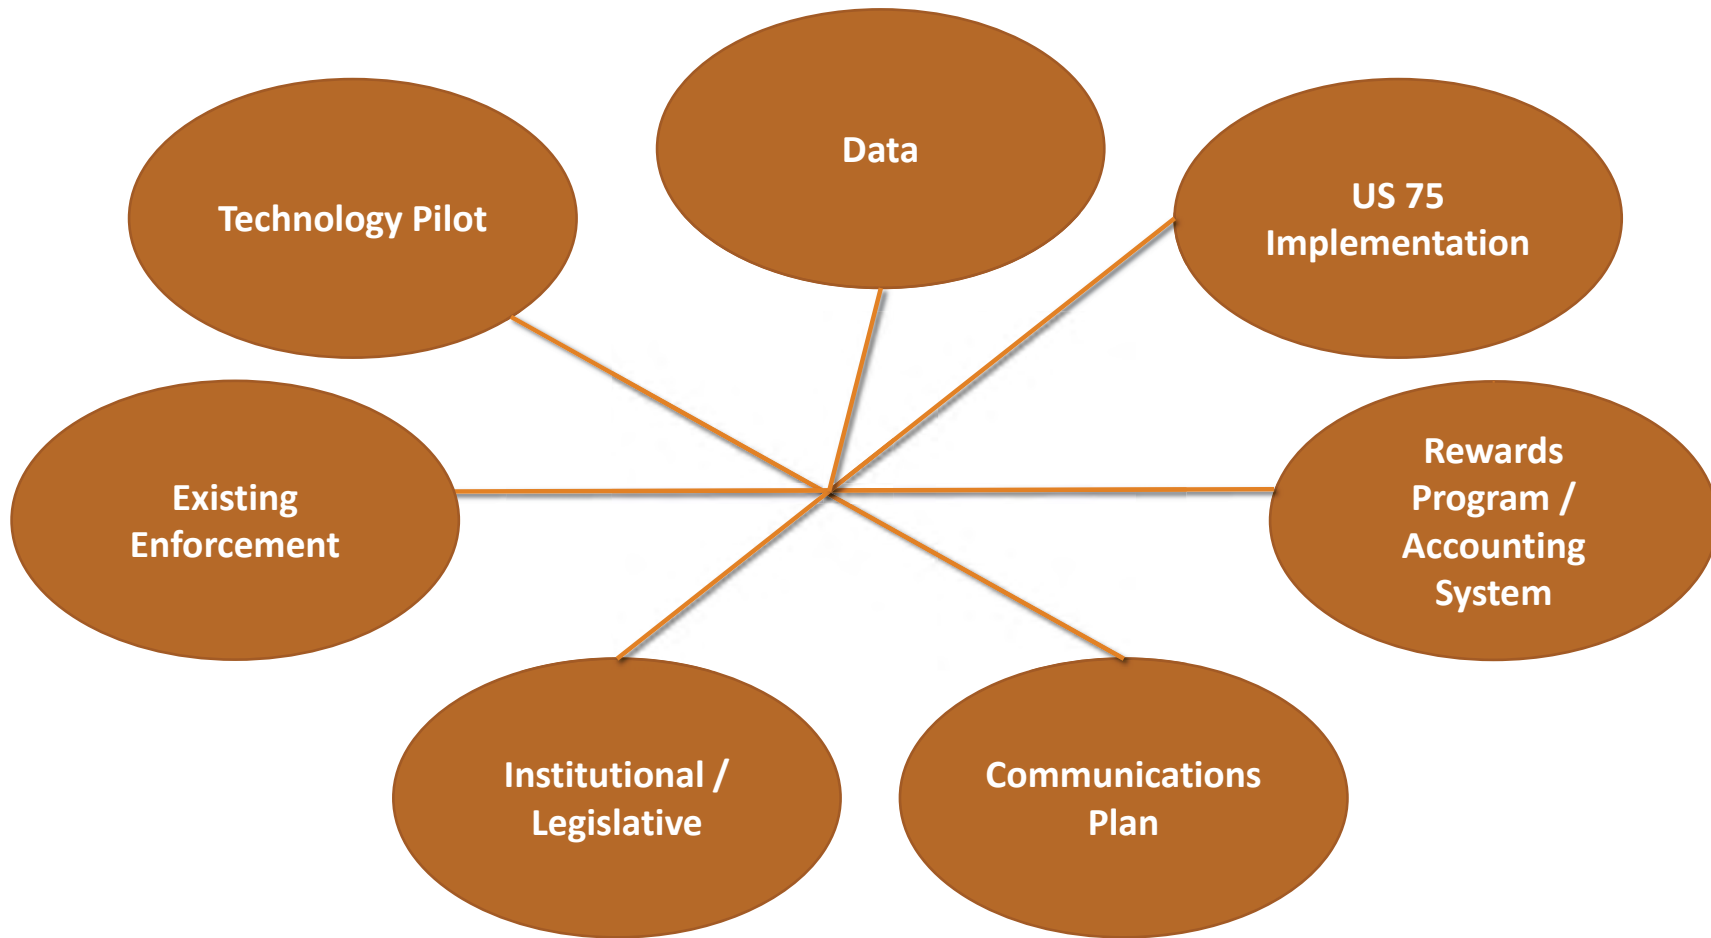 Data
Technology Pilot
US 75
Implementation
Existing
Enforcement
Rewards
Program /
Accounting
System
Institutional /
Legislative
Communications
Plan